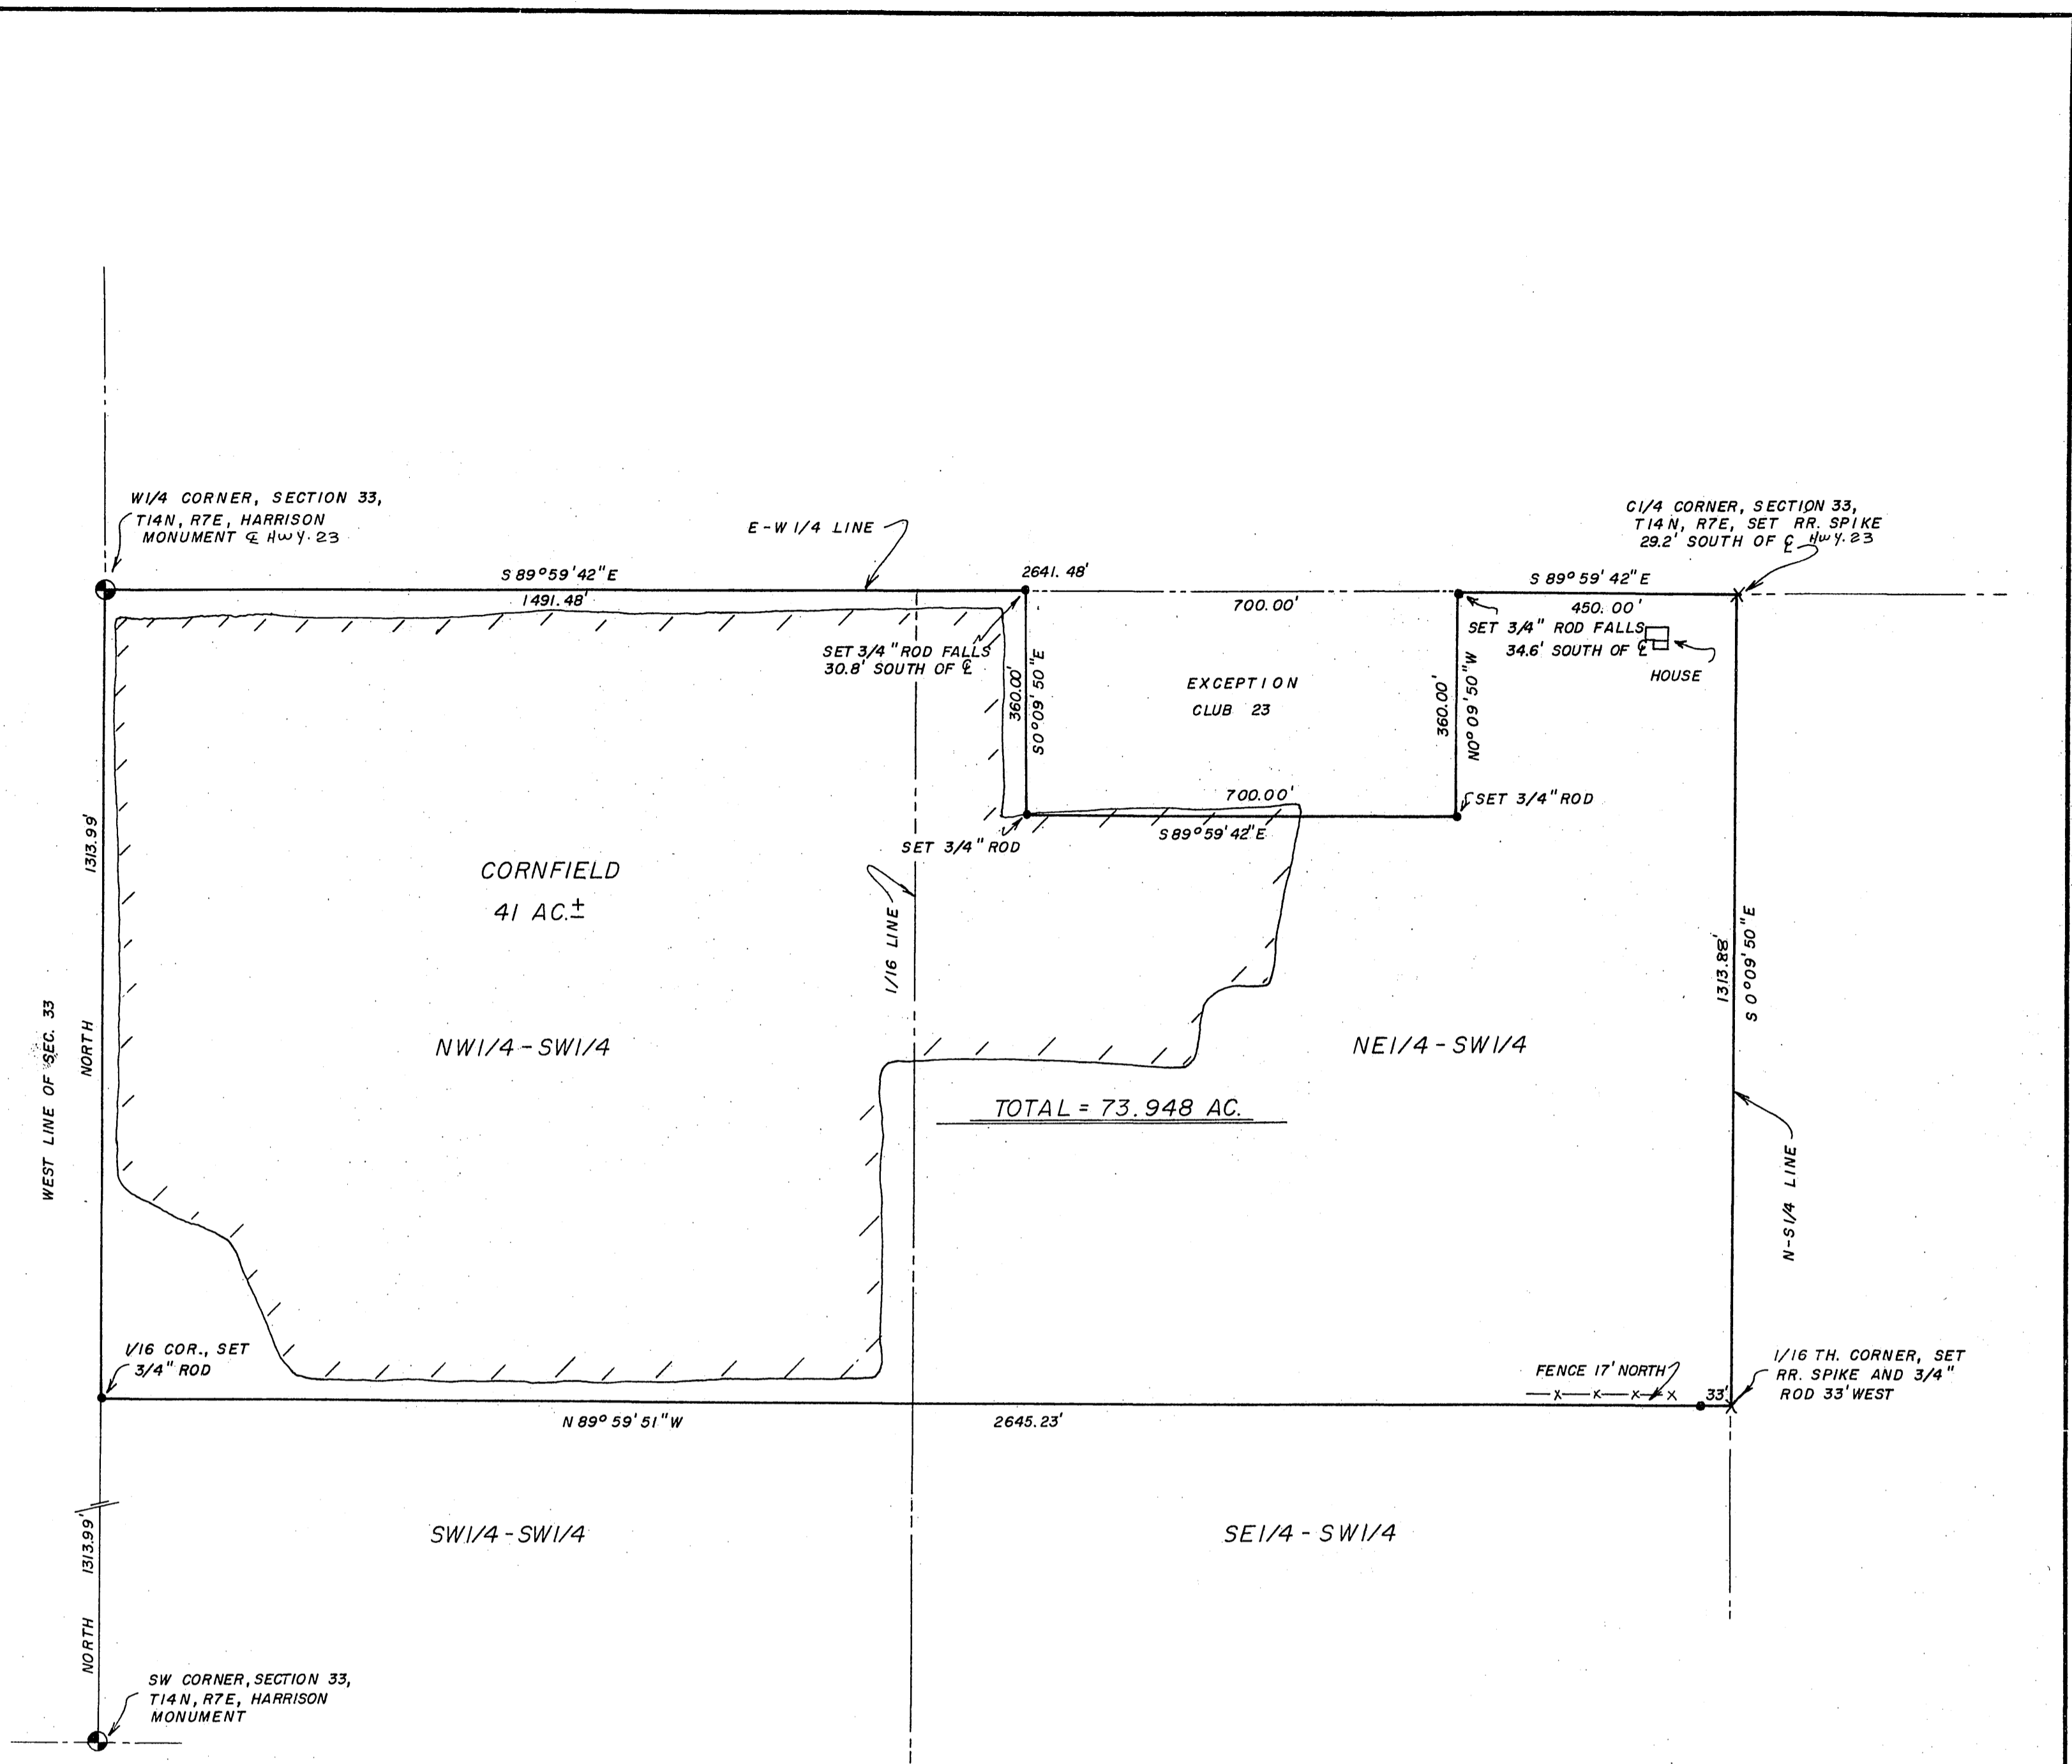 W1/4 CORNER, SECTION 33,
T14N, R7E, HARRISON
MONUMENT ℄ HWY. 23
E-W 1/4 LINE
C1/4 CORNER, SECTION 33,
T14N, R7E, SET RR. SPIKE
29.2' SOUTH OF ℄ HWY. 23
S 89°59'42"E
1491.48'
2641.48'
700.00'
S 89°59'42"E
450.00'
SET 3/4" ROD FALLS
30.8' SOUTH OF ℄
SET 3/4" ROD FALLS
34.6' SOUTH OF ℄
HOUSE
360.00'
S0°09'50"E
EXCEPTION
CLUB 23
360.00'
N0°09'50"W
700.00'
S89°59'42"E
SET 3/4" ROD
SET 3/4" ROD
1313.99'
NORTH
WEST LINE OF SEC. 33
CORNFIELD
41 AC.±
1/16 LINE
1313.88'
S 0°09'50"E
NW1/4-SW1/4
NE1/4-SW1/4
TOTAL = 73.948 AC.
N-S1/4 LINE
1/16 COR., SET
3/4" ROD
FENCE 17' NORTH
x x x x
33'
1/16 TH. CORNER, SET
RR. SPIKE AND 3/4"
ROD 33' WEST
N 89°59'51"W
2645.23'
1313.99'
NORTH
SW1/4-SW1/4
SE1/4-SW1/4
SW CORNER, SECTION 33,
T14N, R7E, HARRISON
MONUMENT